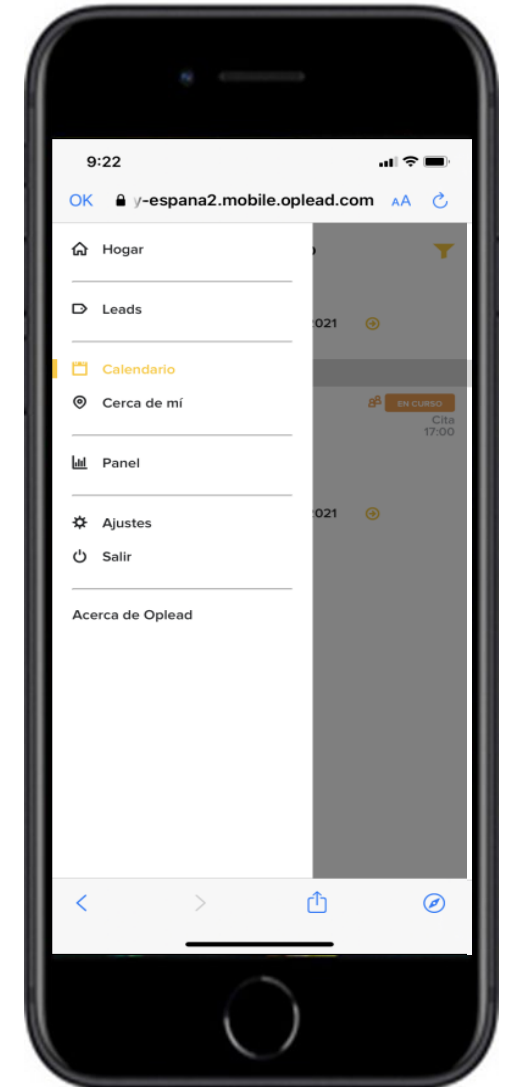 9:22
OK y-espana2.mobile.oplead.com AA
Hogar
Leads
:021
Calendario
Cerca de mí
EN CURSO
Cita
17:00
Panel
:021
Ajustes
Salir
Acerca de Oplead